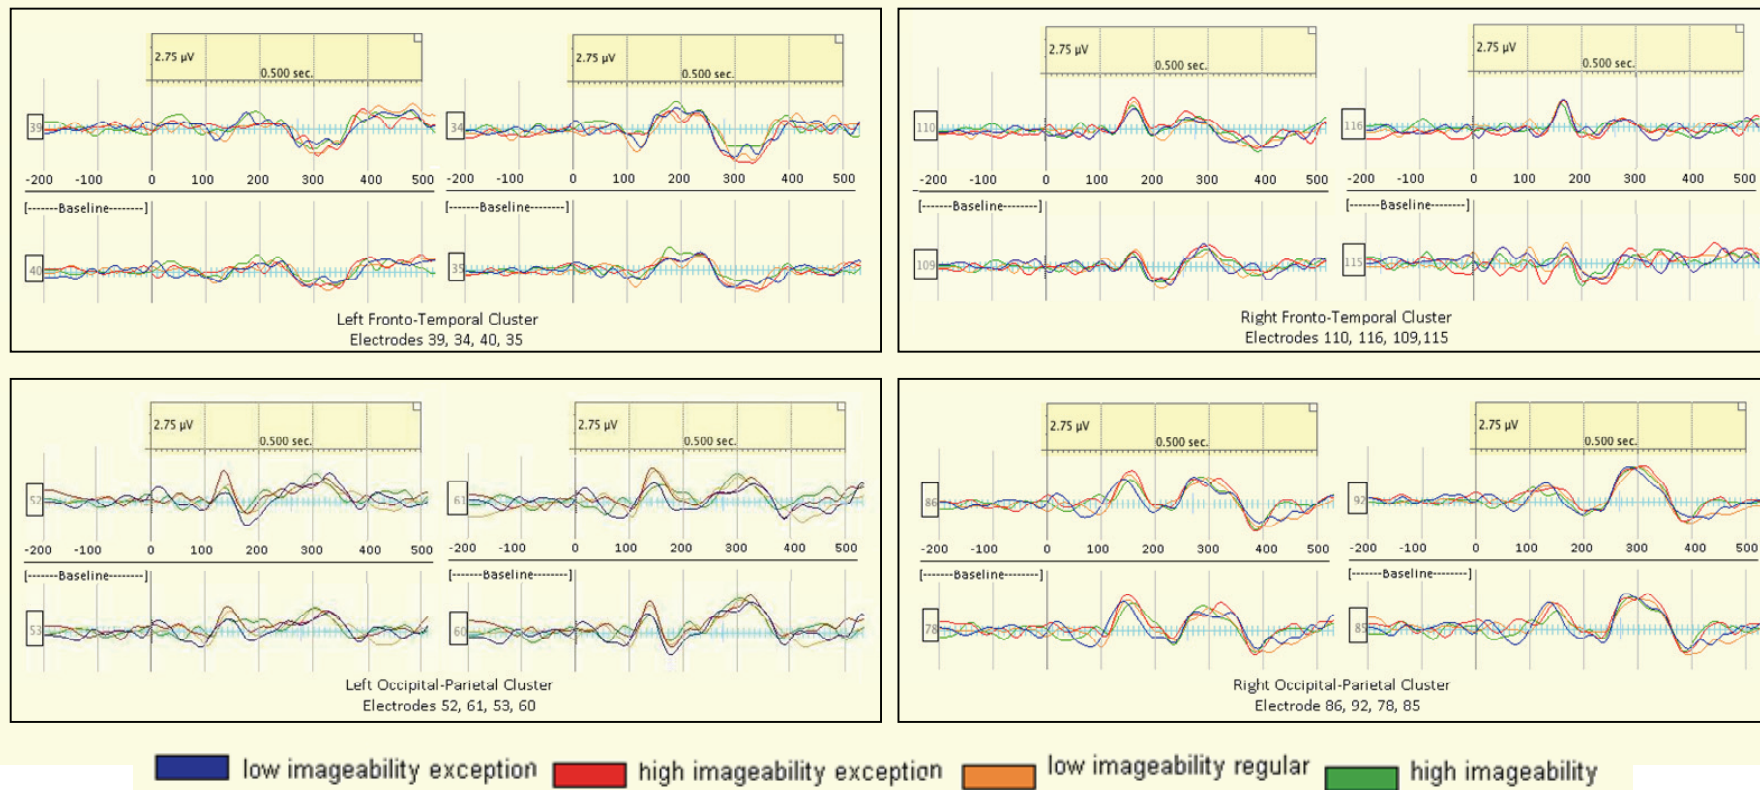 2.75 µV
0.500 sec.
2.75 µV
0.500 sec.
39
34
-200 -100 0 100 200 300 400 500
-200 -100 0 100 200 300 400 500
[-------Baseline--------]
[-------Baseline--------]
40
35
Left Fronto-Temporal Cluster
Electrodes 39, 34, 40, 35
2.75 µV
0.500 sec.
2.75 µV
0.500 sec.
110
116
-200 -100 0 100 200 300 400 500
-200 -100 0 100 200 300 400 500
[-------Baseline--------]
[-------Baseline--------]
109
115
Right Fronto-Temporal Cluster
Electrodes 110, 116, 109,115
2.75 µV
0.500 sec.
2.75 µV
0.500 sec.
52
61
-200 -100 0 100 200 300 400 500
-200 -100 0 100 200 300 400 500
[-------Baseline--------]
[-------Baseline--------]
53
60
Left Occipital-Parietal Cluster
Electrodes 52, 61, 53, 60
2.75 µV
0.500 sec.
2.75 µV
0.500 sec.
86
92
-200 -100 0 100 200 300 400 500
-200 -100 0 100 200 300 400 500
[-------Baseline--------]
[-------Baseline--------]
78
85
Right Occipital-Parietal Cluster
Electrode 86, 92, 78, 85
low imageability exception high imageability exception low imageability regular high imageability